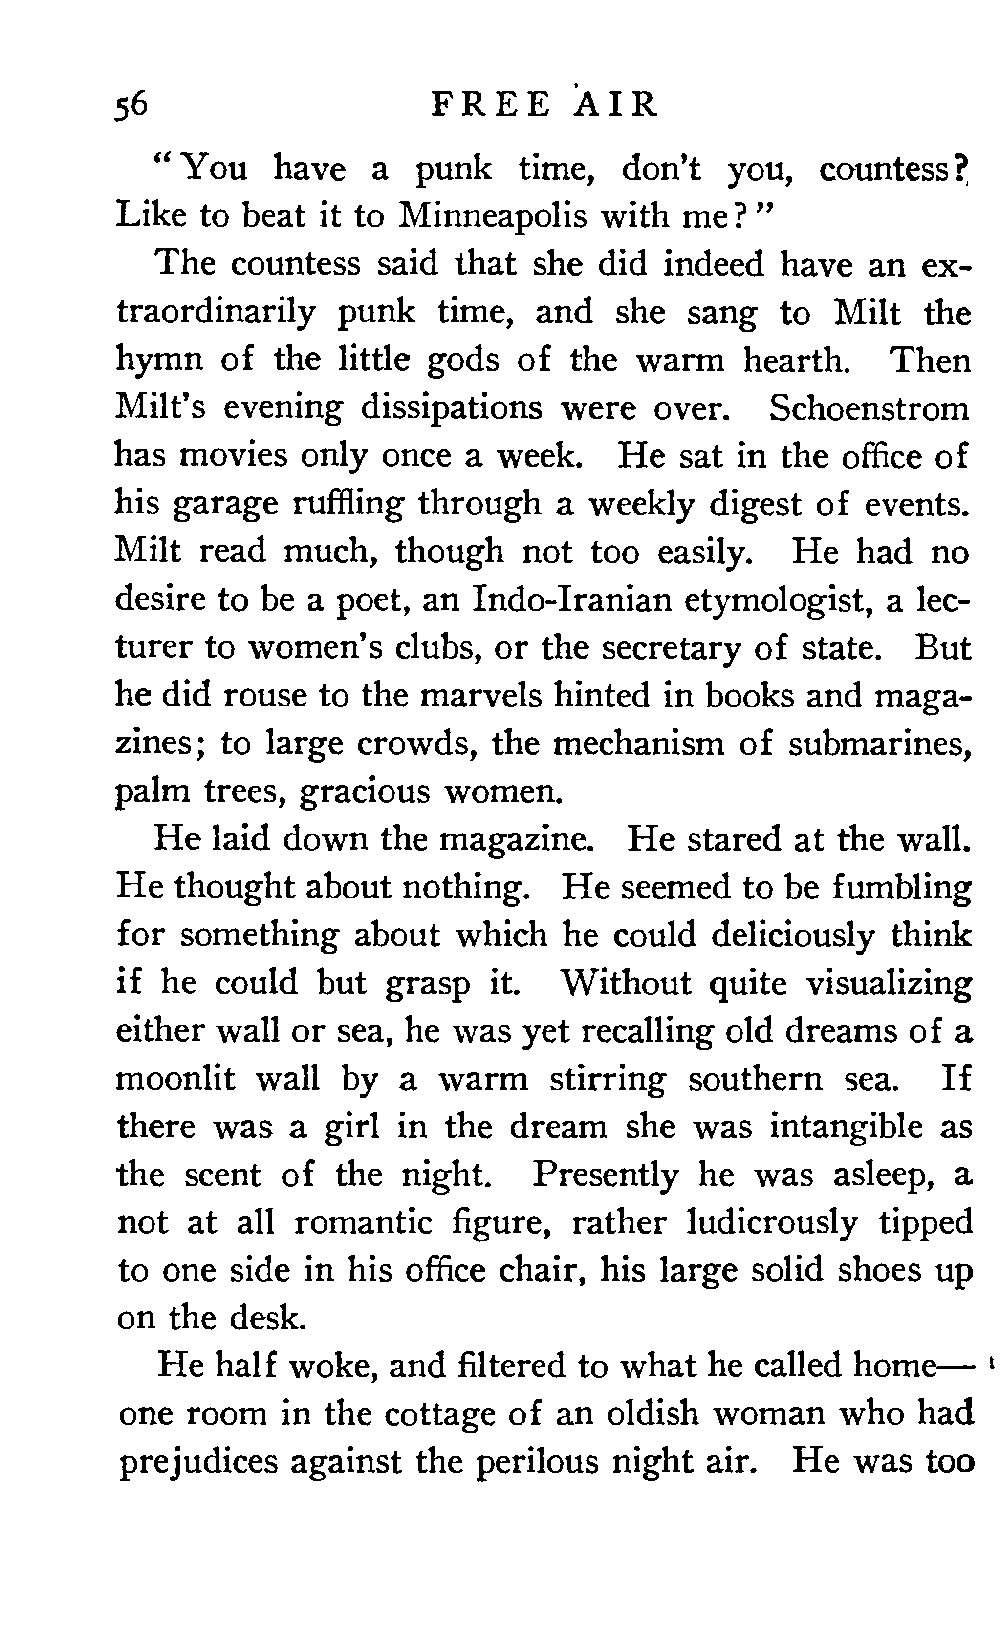 56 FREE AIR
"You have a punk time, don't you, countess?
Like to beat it to Minneapolis with me?"
The countess said that she did indeed have an ex-
traordinarily punk time, and she sang to Milt the
hymn of the little gods of the warm hearth. Then
Milt's evening dissipations were over. Schoenstrom
has movies only once a week. He sat in the office of
his garage ruffling through a weekly digest of events.
Milt read much, though not too easily. He had no
desire to be a poet, an Indo-Iranian etymologist, a lec-
turer to women's clubs, or the secretary of state. But
he did rouse to the marvels hinted in books and maga-
zines; to large crowds, the mechanism of submarines,
palm trees, gracious women.
He laid down the magazine. He stared at the wall.
He thought about nothing. He seemed to be fumbling
for something about which he could deliciously think
if he could but grasp it. Without quite visualizing
either wall or sea, he was yet recalling old dreams of a
moonlit wall by a warm stirring southern sea. If
there was a girl in the dream she was intangible as
the scent of the night. Presently he was asleep, a
not at all romantic figure, rather ludicrously tipped
to one side in his office chair, his large solid shoes up
on the desk.
He half woke, and filtered to what he called home—
one room in the cottage of an oldish woman who had
prejudices against the perilous night air. He was too